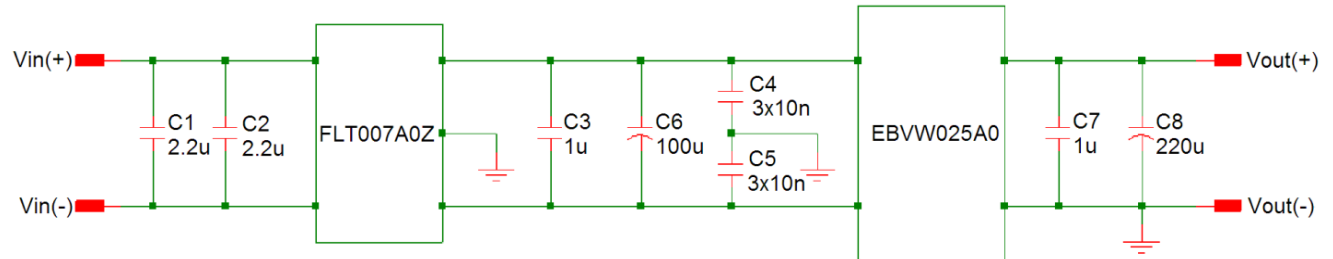 Vin(+)
C1
2.2u
C2
2.2u
FLT007A0Z
C3
1u
C6
100u
C4
3x10n
C5
3x10n
EBVW025A0
C7
1u
C8
220u
Vout(+)
Vin(-)
Vout(-)